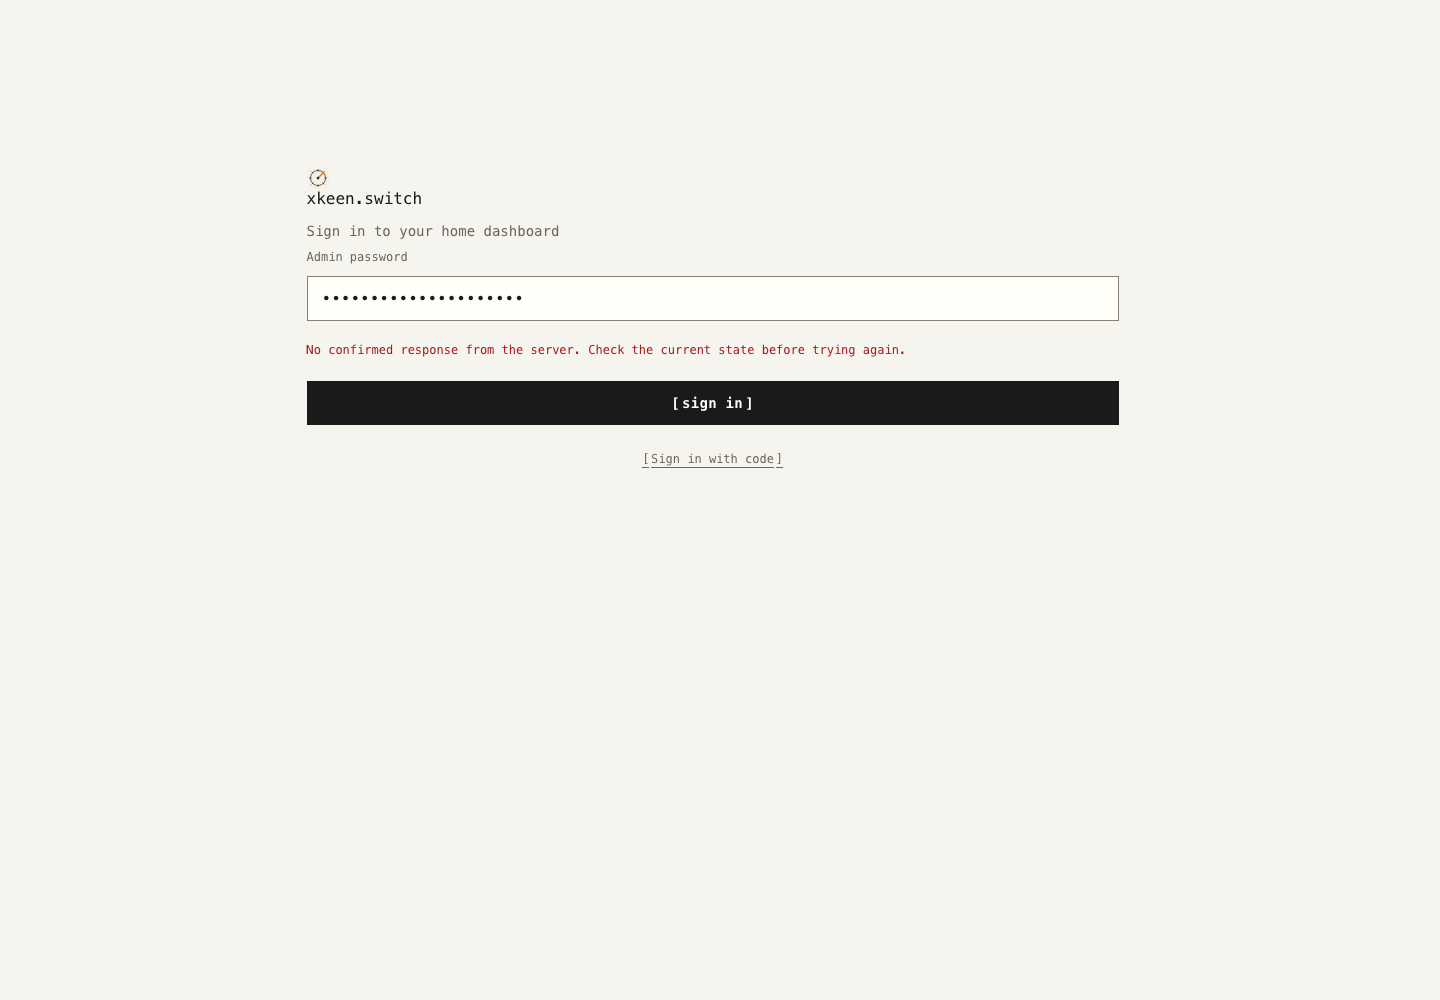 xkeen.switch
Sign in to your home dashboard
Admin password
•••••••••••••••••••••
No confirmed response from the server. Check the current state before trying again.
[sign in]
[Sign in with code]